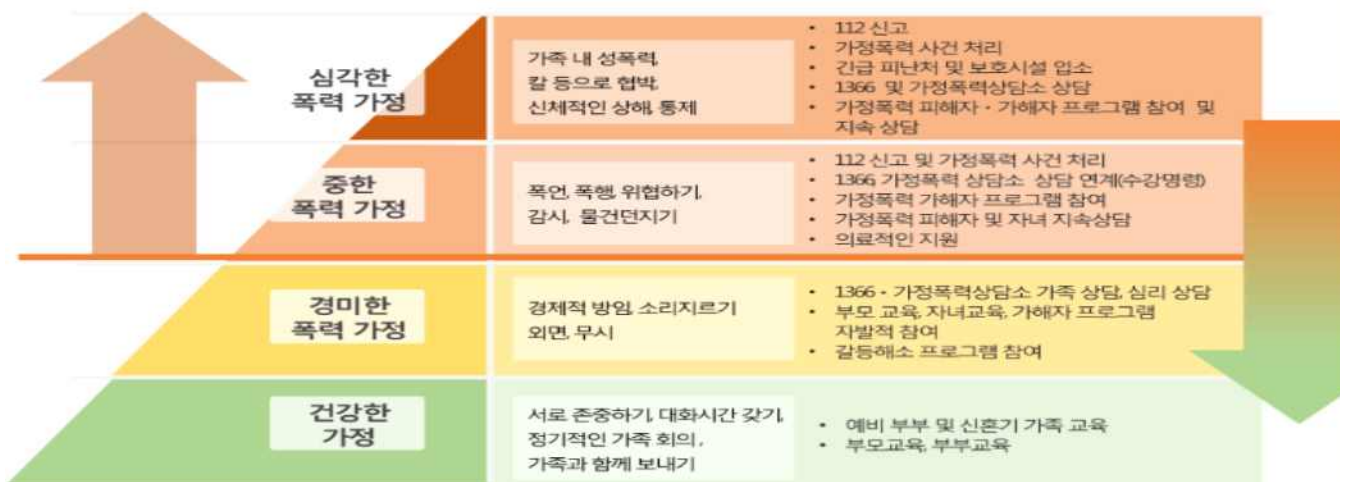 심각한
폭력 가정
가족 내 성폭력,
칼 등으로 협박,
신체적인 상해, 통제
• 112 신고
• 가정폭력 사건 처리
• 긴급 피난처 및 보호시설 입소
• 1366 및 가정폭력상담소 상담
• 가정폭력 피해자・가해자 프로그램 참여 및
지속 상담
중한
폭력 가정
폭언, 폭행, 위협하기,
감시, 물건던지기
• 112 신고 및 가정폭력 사건 처리
• 1366, 가정폭력 상담소 상담 연계(수강명령)
• 가정폭력 가해자 프로그램 참여
• 가정폭력 피해자 및 자녀 지속상담
• 의료적인 지원
경미한
폭력 가정
경제적 방임, 소리지르기
외면, 무시
• 1366・가정폭력상담소 가족 상담, 심리 상담
• 부모 교육, 자녀교육, 가해자 프로그램
자발적 참여
• 갈등해소 프로그램 참여
건강한
가정
서로 존중하기, 대화시간 갖기,
정기적인 가족 회의,
가족과 함께 보내기
• 예비 부부 및 신혼기 가족 교육
• 부모교육, 부부교육